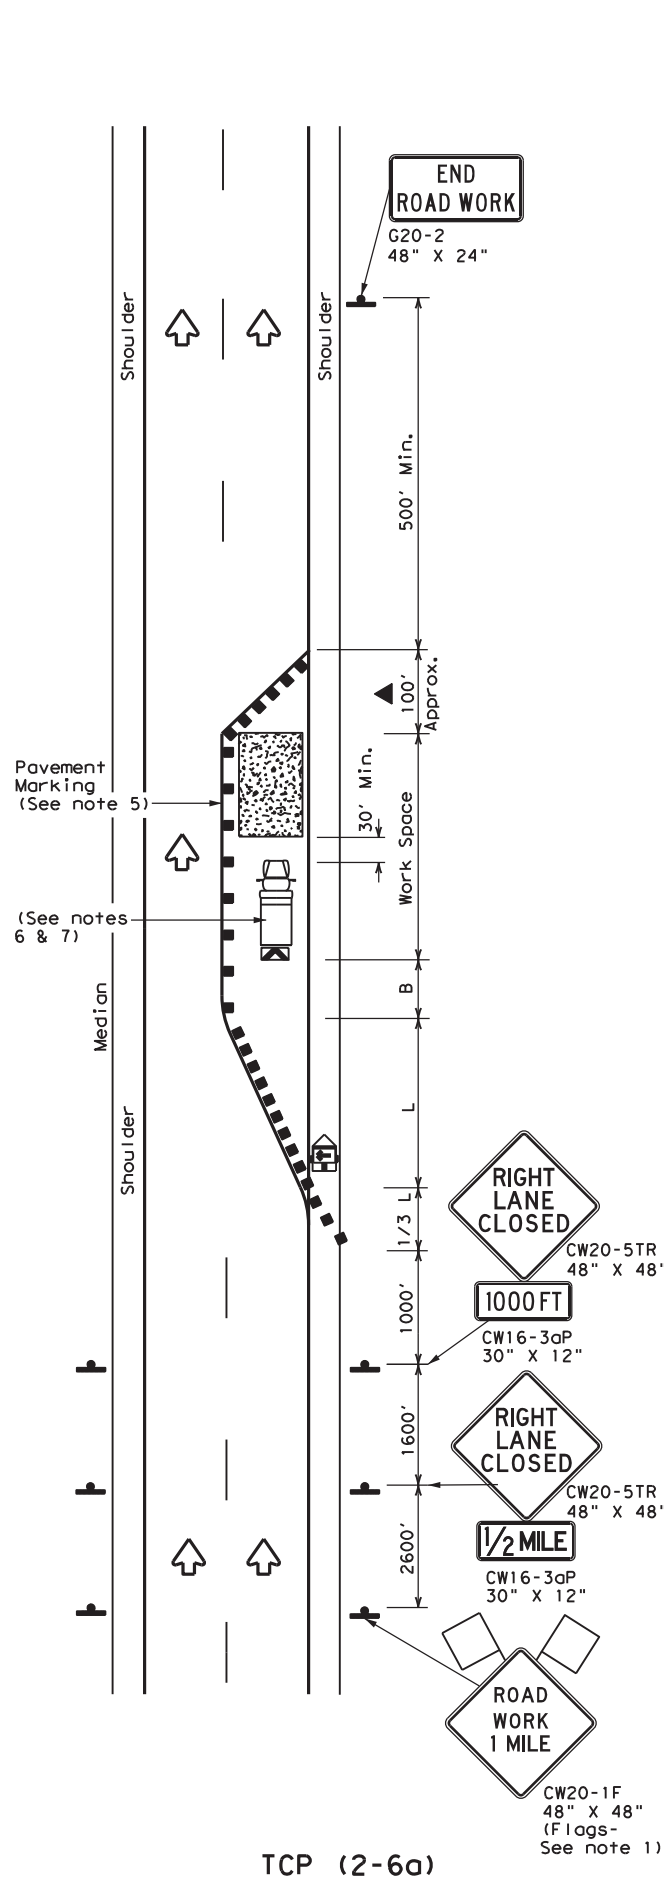 END
ROAD WORK
G20-2
48" X 24"
Shoulder
Shoulder
500' Min.
100'
Approx.
Pavement
Marking
(See note 5)
30' Min.
Work Space
(See notes
6 & 7)
B
Median
L
Shoulder
RIGHT
LANE
CLOSED
1/3 L
CW20-5TR
48" X 48'
1000 FT
1000'
CW16-3aP
30" X 12"
RIGHT
LANE
CLOSED
1600'
CW20-5TR
48" X 48'
1/2 MILE
2600'
CW16-3aP
30" X 12"
ROAD
WORK
1 MILE
CW20-1F
48" X 48"
(Flags-
See note 1)
TCP (2-6a)